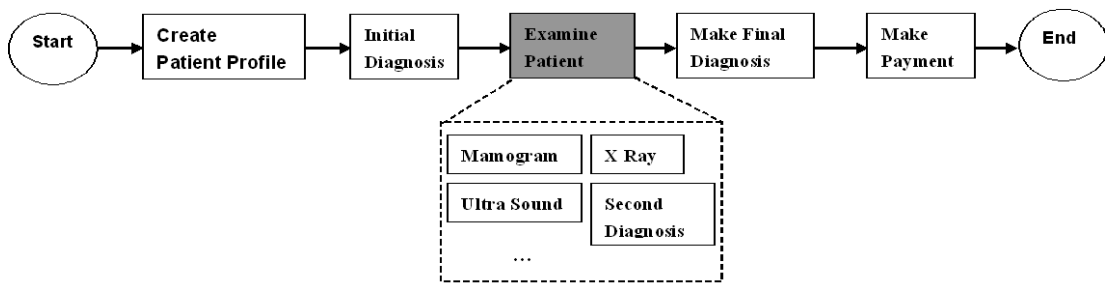 Start
Create
Patient Profile
Initial
Diagnosis
Examine
Patient
Make Final
Diagnosis
Make
Payment
End
Mamogram
X Ray
Ultra Sound
Second
Diagnosis
...